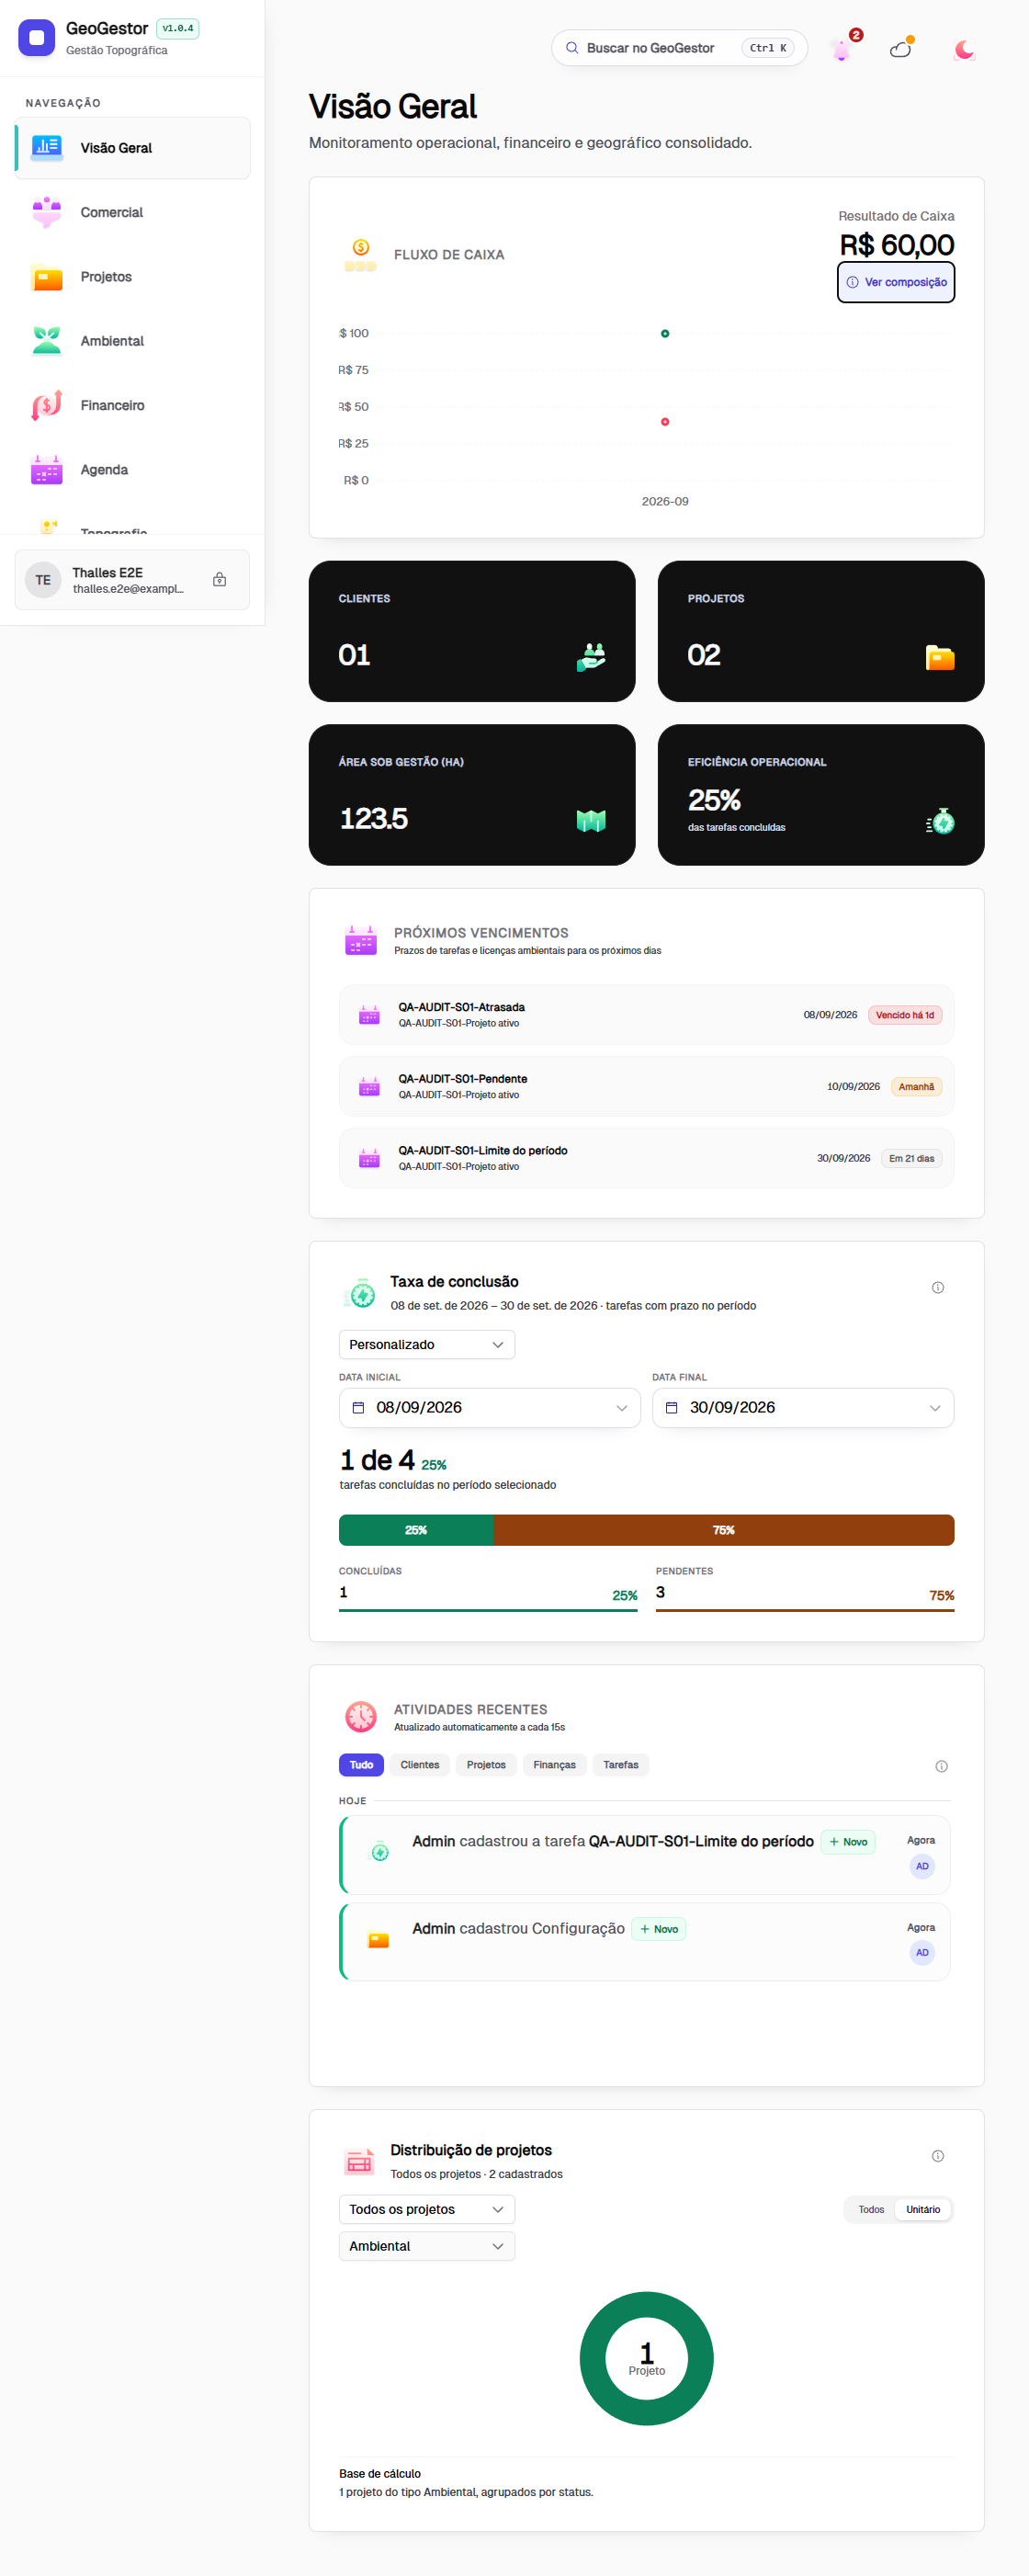 GeoGestor v1.0.4
Gestão Topográfica
NAVEGAÇÃO
Visão Geral
Comercial
Projetos
Ambiental
Financeiro
Agenda
Topografia
TE
Thalles E2E
thalles.e2e@exampl...
Buscar no GeoGestor Ctrl K
2
Visão Geral
Monitoramento operacional, financeiro e geográfico consolidado.
FLUXO DE CAIXA
Resultado de Caixa
R$ 60,00
Ver composição
$ 100
R$ 75
R$ 50
R$ 25
R$ 0
2026-09
CLIENTES
01
PROJETOS
02
ÁREA SOB GESTÃO (HA)
123.5
EFICIÊNCIA OPERACIONAL
25%
das tarefas concluídas
PRÓXIMOS VENCIMENTOS
Prazos de tarefas e licenças ambientais para os próximos dias
QA-AUDIT-S01-Atrasada
QA-AUDIT-S01-Projeto ativo
08/09/2026 Vencido há 1d
QA-AUDIT-S01-Pendente
QA-AUDIT-S01-Projeto ativo
10/09/2026 Amanhã
QA-AUDIT-S01-Limite do período
QA-AUDIT-S01-Projeto ativo
30/09/2026 Em 21 dias
Taxa de conclusão
08 de set. de 2026 – 30 de set. de 2026 · tarefas com prazo no período
Personalizado
DATA INICIAL
08/09/2026
DATA FINAL
30/09/2026
1 de 4 25%
tarefas concluídas no período selecionado
25% 75%
CONCLUÍDAS
1 25%
PENDENTES
3 75%
ATIVIDADES RECENTES
Atualizado automaticamente a cada 15s
Tudo Clientes Projetos Finanças Tarefas
HOJE
Admin cadastrou a tarefa QA-AUDIT-S01-Limite do período + Novo
Agora
AD
Admin cadastrou Configuração + Novo
Agora
AD
Distribuição de projetos
Todos os projetos · 2 cadastrados
Todos os projetos
Todos Unitário
Ambiental
1
Projeto
Base de cálculo
1 projeto do tipo Ambiental, agrupados por status.